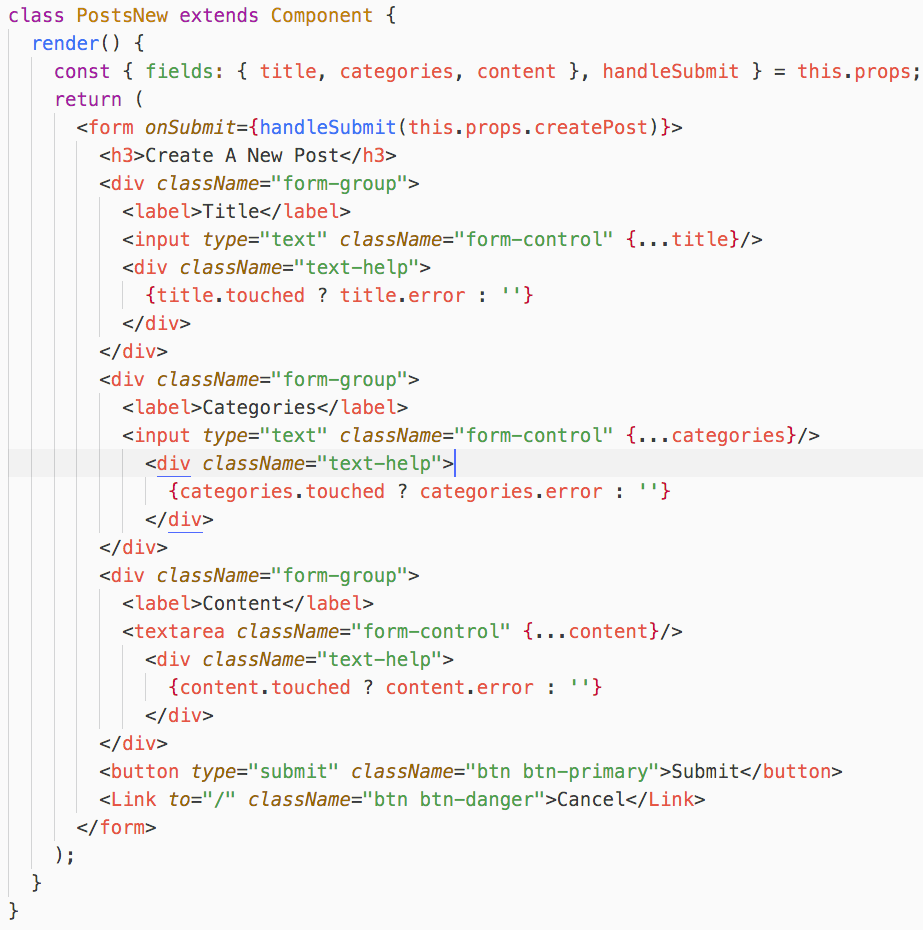 class PostsNew extends Component {
  render() {
    const { fields: { title, categories, content }, handleSubmit } = this.props;
    return (
      <form onSubmit={handleSubmit(this.props.createPost)}>
        <h3>Create A New Post</h3>
        <div className="form-group">
          <label>Title</label>
          <input type="text" className="form-control" {...title}/>
          <div className="text-help">
            {title.touched ? title.error : ''}
          </div>
        </div>
        <div className="form-group">
          <label>Categories</label>
          <input type="text" className="form-control" {...categories}/>
            <div className="text-help">
              {categories.touched ? categories.error : ''}
            </div>
        </div>
        <div className="form-group">
          <label>Content</label>
          <textarea className="form-control" {...content}/>
            <div className="text-help">
              {content.touched ? content.error : ''}
            </div>
        </div>
        <button type="submit" className="btn btn-primary">Submit</button>
        <Link to="/" className="btn btn-danger">Cancel</Link>
      </form>
    );
  }
}